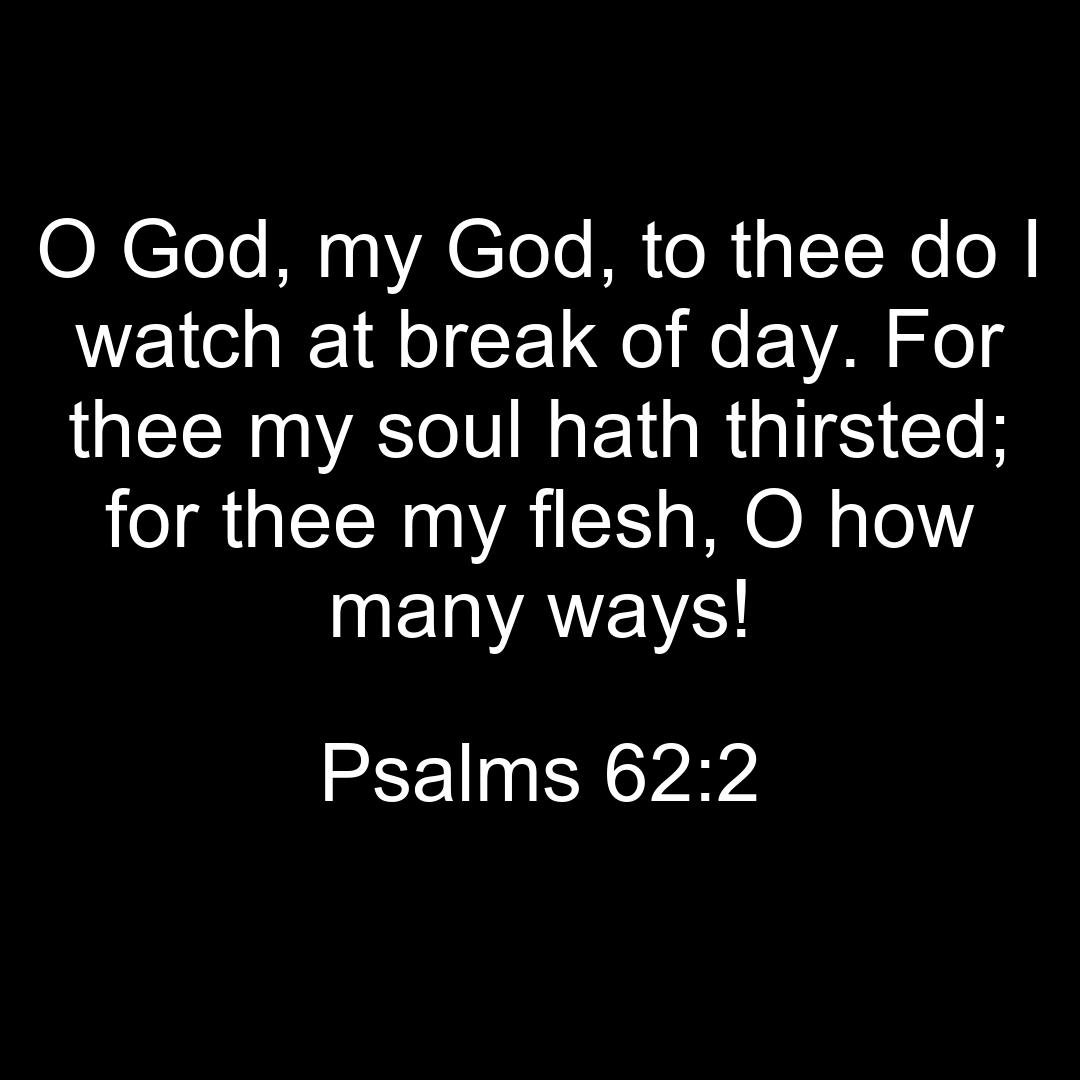 O God, my God, to thee do I
watch at break of day. For
thee my soul hath thirsted;
for thee my flesh, O how
many ways!
Psalms 62:2